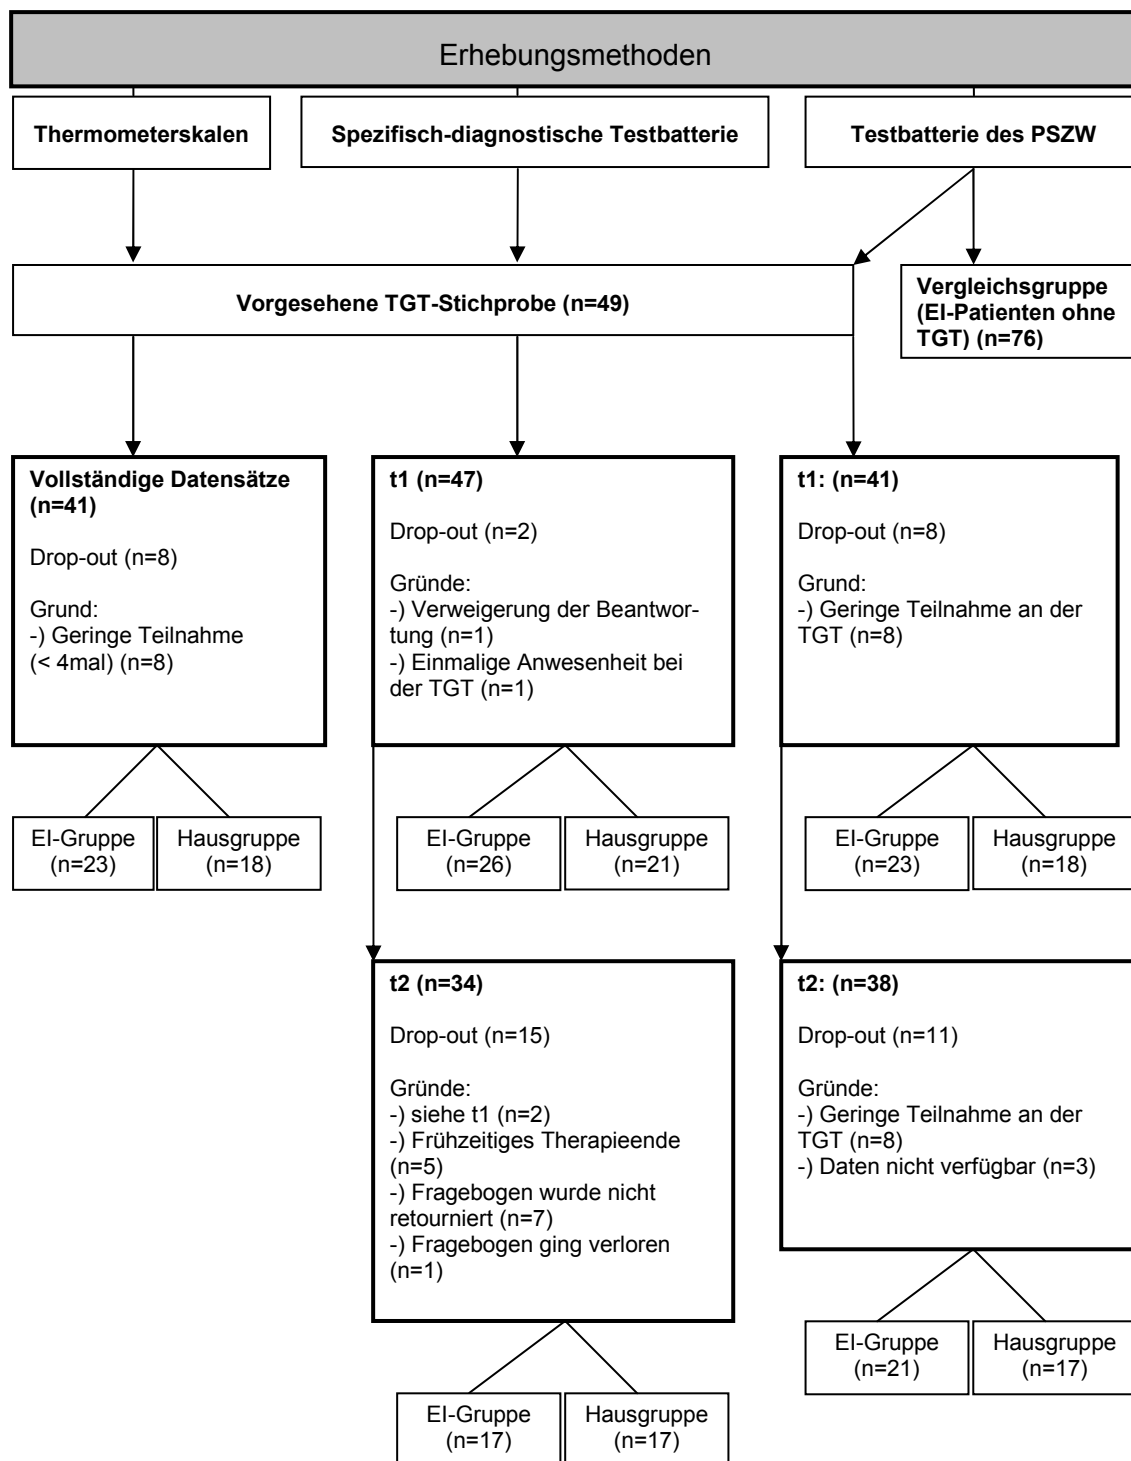 Erhebungsmethoden
Thermometerskalen
Spezifisch-diagnostische Testbatterie
Testbatterie des PSZW
Vorgesehene TGT-Stichprobe (n=49)
Vergleichsgruppe
(EI-Patienten ohne
TGT) (n=76)
Vollständige Datensätze
(n=41)
Drop-out (n=8)
Grund:
-) Geringe Teilnahme
(< 4mal) (n=8)
t1 (n=47)
Drop-out (n=2)
Gründe:
-) Verweigerung der Beantwor-
tung (n=1)
-) Einmalige Anwesenheit bei
der TGT (n=1)
t1: (n=41)
Drop-out (n=8)
Grund:
-) Geringe Teilnahme an der
TGT (n=8)
EI-Gruppe
(n=23)
Hausgruppe
(n=18)
EI-Gruppe
(n=26)
Hausgruppe
(n=21)
EI-Gruppe
(n=23)
Hausgruppe
(n=18)
t2 (n=34)
Drop-out (n=15)
Gründe:
-) siehe t1 (n=2)
-) Frühzeitiges Therapieende
(n=5)
-) Fragebogen wurde nicht
retourniert (n=7)
-) Fragebogen ging verloren
(n=1)
t2: (n=38)
Drop-out (n=11)
Gründe:
-) Geringe Teilnahme an der
TGT (n=8)
-) Daten nicht verfügbar (n=3)
EI-Gruppe
(n=17)
Hausgruppe
(n=17)
EI-Gruppe
(n=21)
Hausgruppe
(n=17)